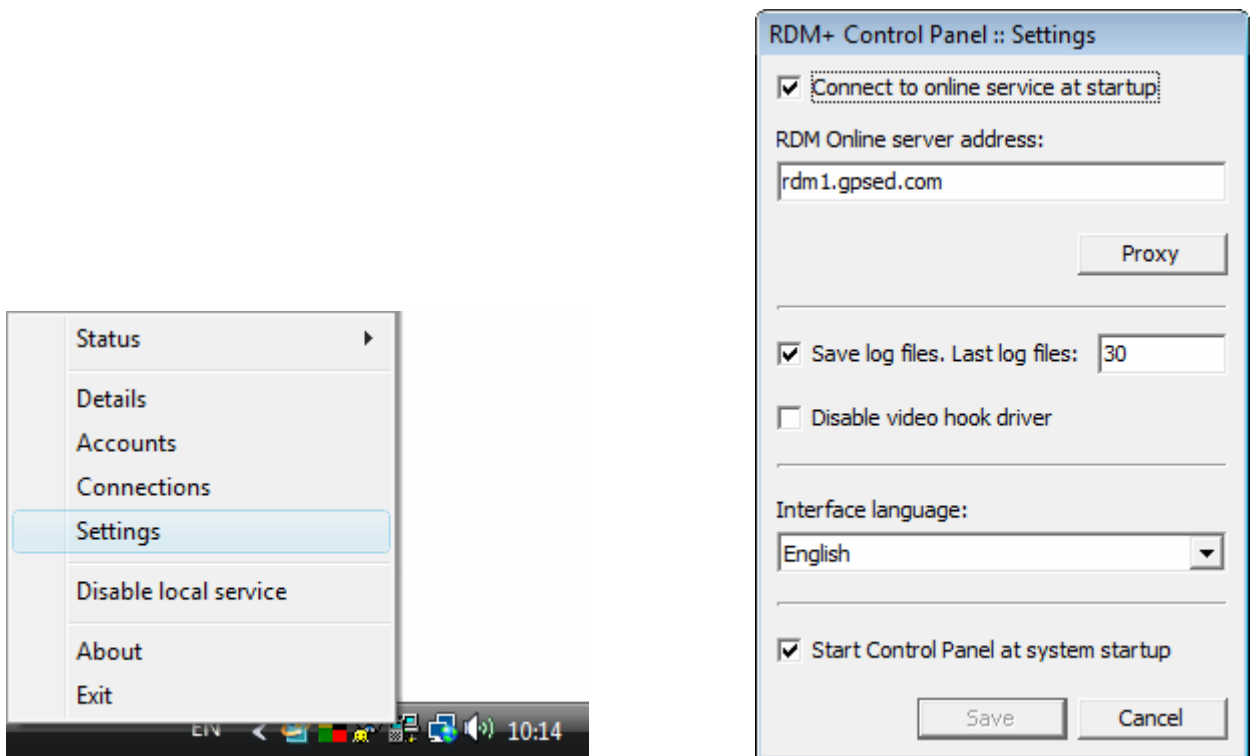 Status
Details
Accounts
Connections
Settings
Disable local service
About
Exit
EN
10:14
RDM+ Control Panel :: Settings
Connect to online service at startup
RDM Online server address:
rdm1.gpsed.com
Proxy
Save log files. Last log files: 30
Disable video hook driver
Interface language:
English
Start Control Panel at system startup
Save Cancel